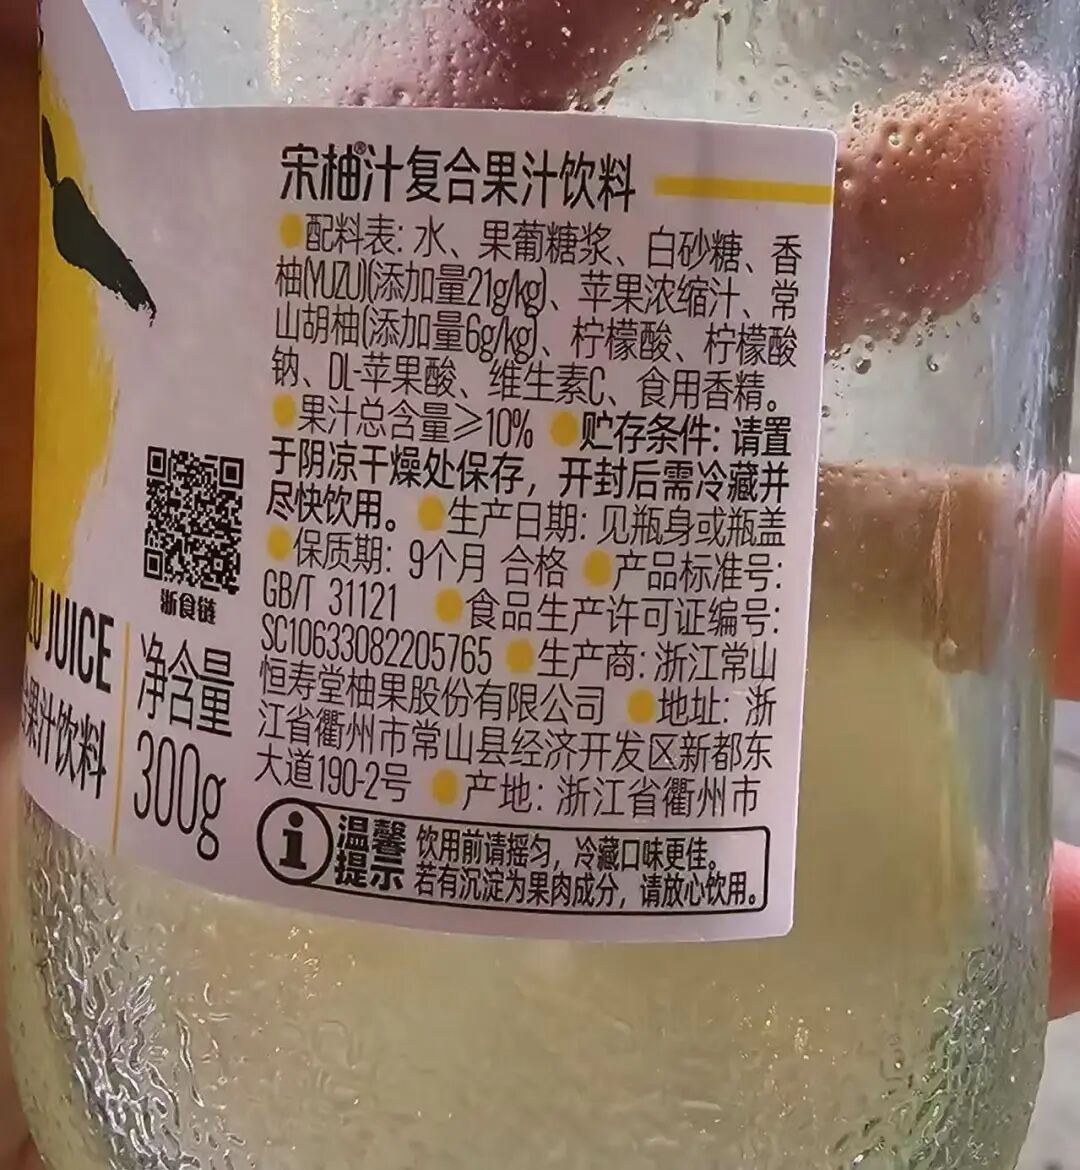 宋柚®汁复合果汁饮料
配料表: 水、果葡糖浆、白砂糖、香
柚(YUZU)(添加量21g/kg)、苹果浓缩汁、常
山胡柚(添加量6g/kg)、柠檬酸、柠檬酸
钠、DL-苹果酸、维生素C、食用香精。
果汁总含量≥10% 贮存条件: 请置
于阴凉干燥处保存，开封后需冷藏并
尽快饮用。 生产日期: 见瓶身或瓶盖
保质期: 9个月 合格 产品标准号:
GB/T 31121 食品生产许可证编号:
SC10633082205765 生产商: 浙江常山
恒寿堂柚果股份有限公司 地址: 浙
江省衢州市常山县经济开发区新都东
大道190-2号 产地: 浙江省衢州市
温馨
提示
饮用前请摇匀，冷藏口味更佳。
若有沉淀为果肉成分，请放心饮用。
浙食链
净含量
300g
JUICE
果汁饮料